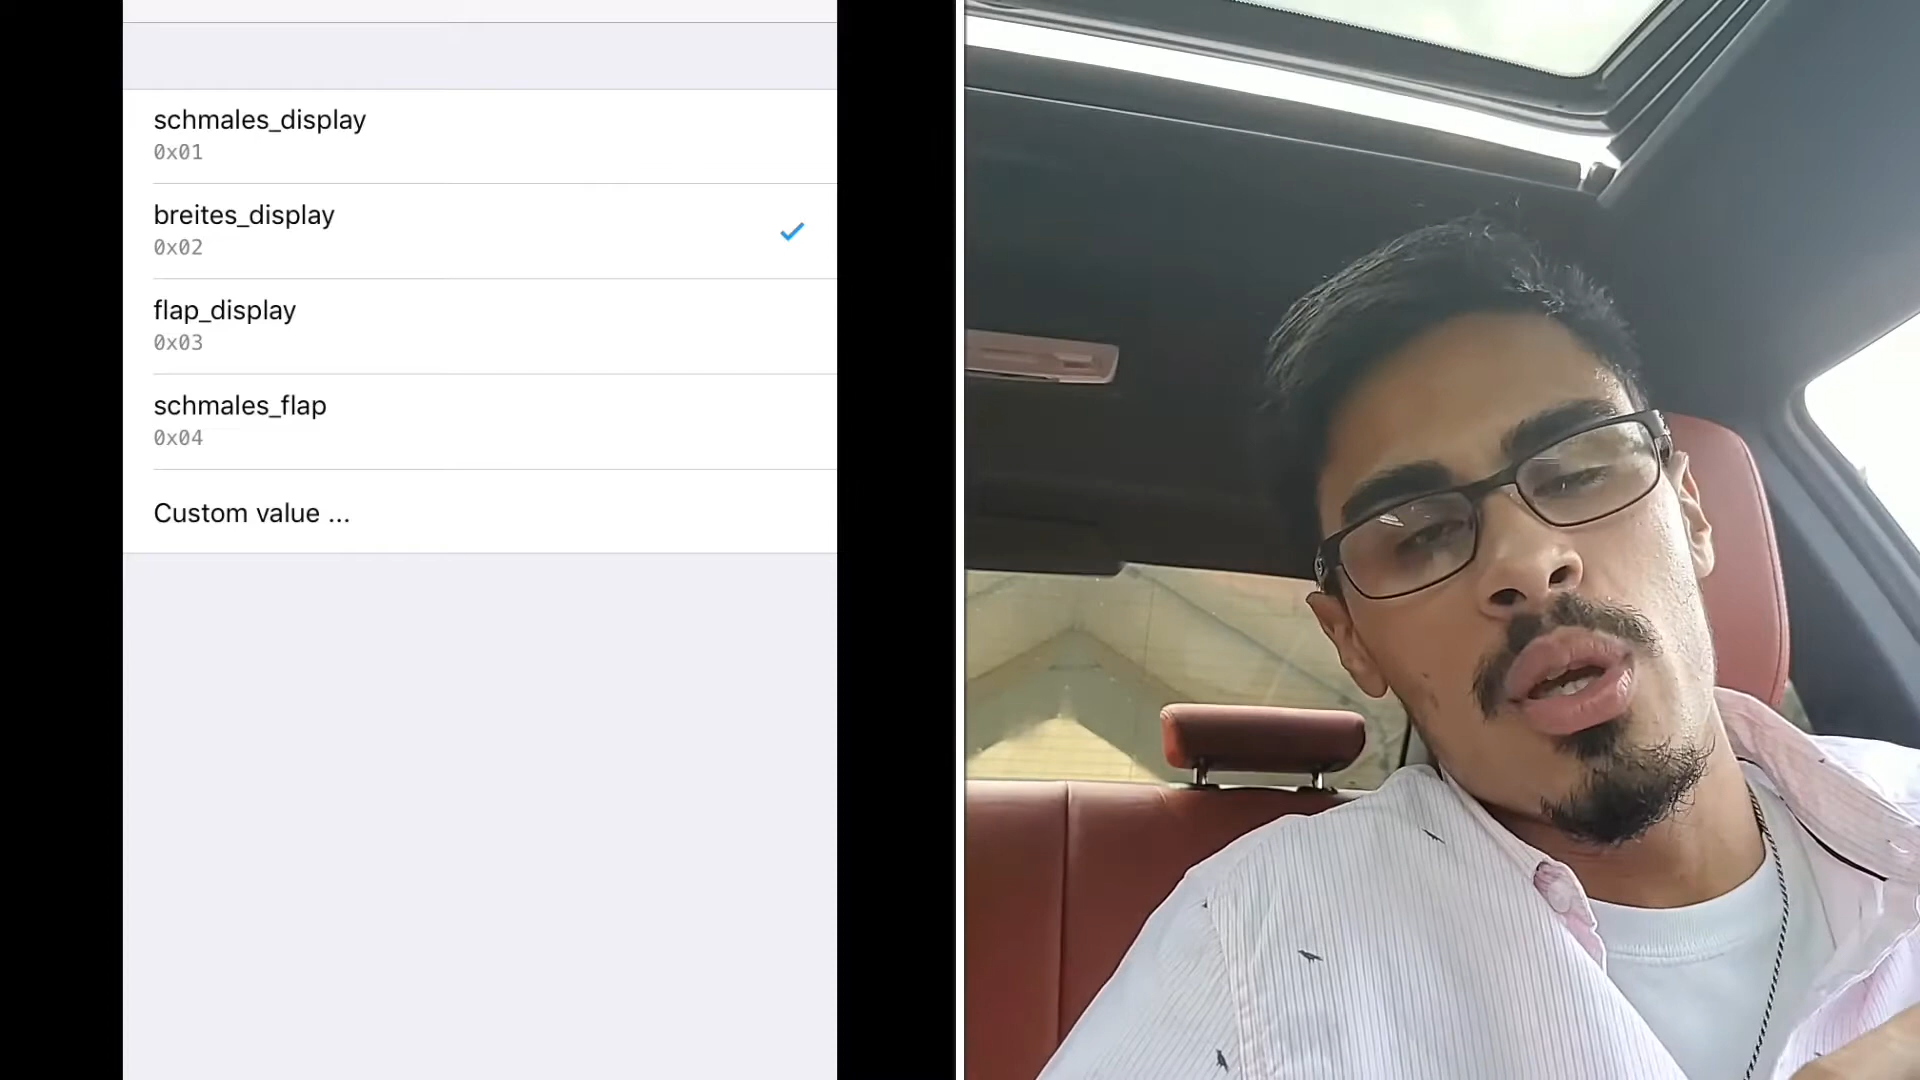 schmales_display
0x01
breites_display
0x02
flap_display
0x03
schmales_flap
0x04
Custom value ...